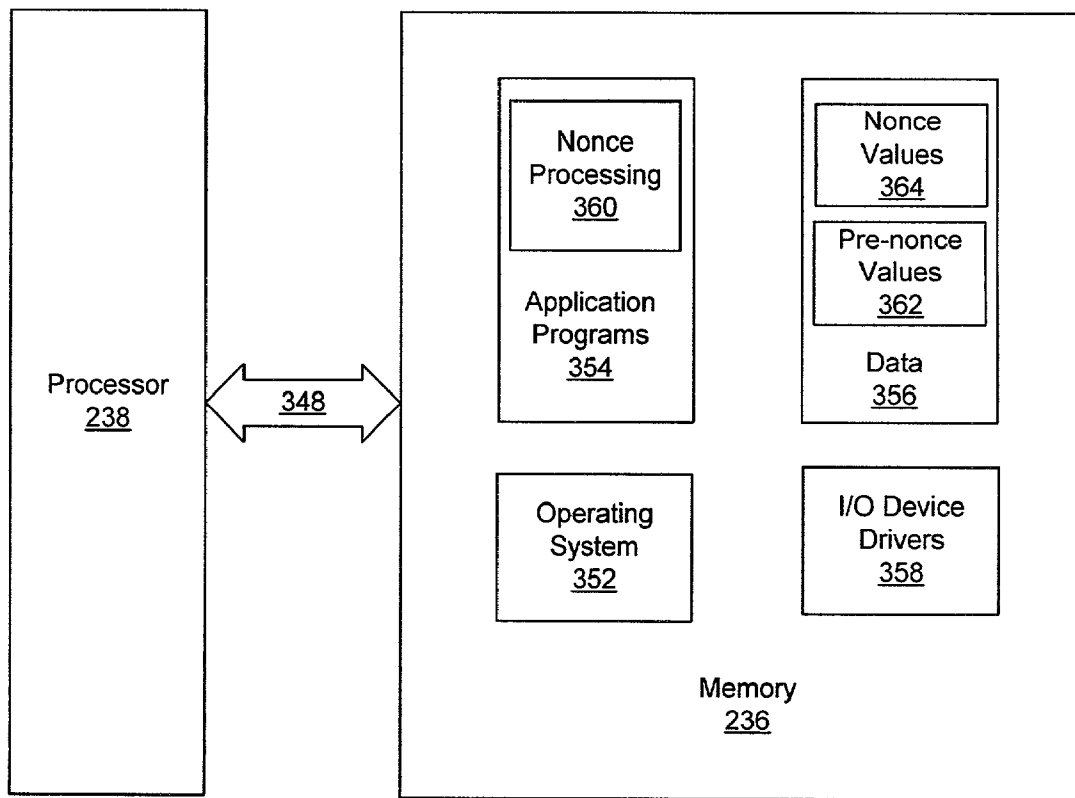 Processor
238
348
Nonce
Processing
360
Application
Programs
354
Nonce
Values
364
Pre-nonce
Values
362
Data
356
Operating
System
352
I/O Device
Drivers
358
Memory
236